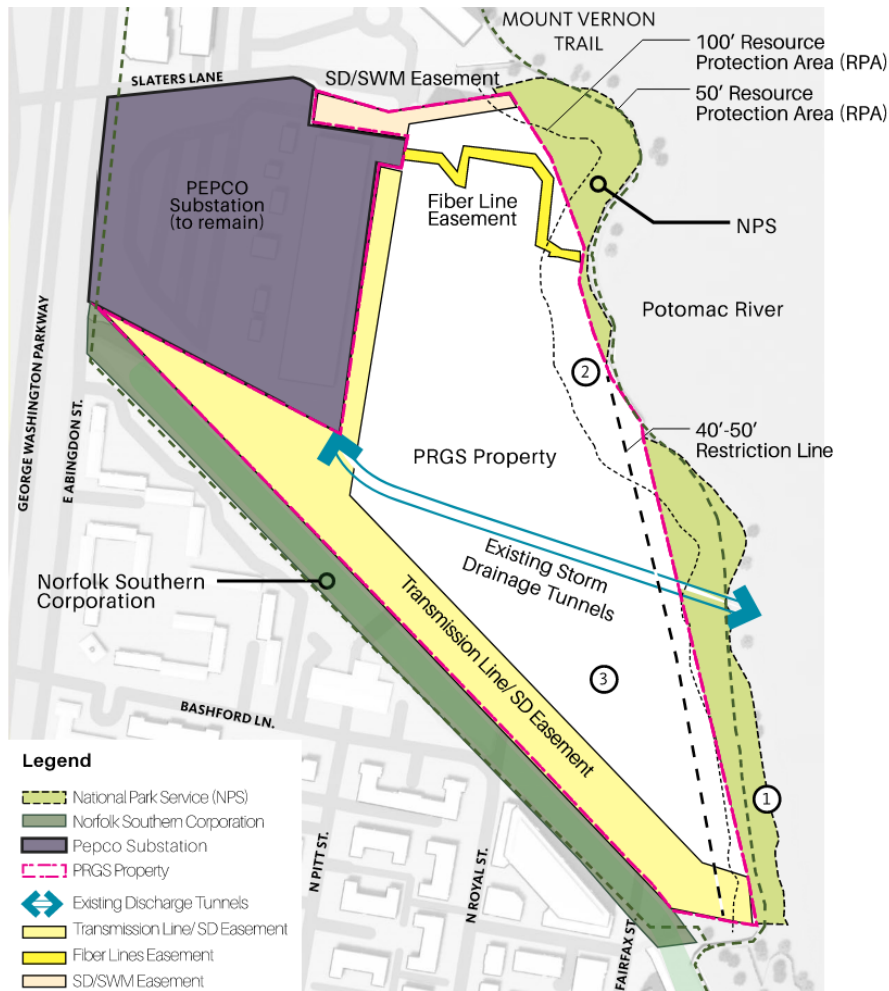 MOUNT VERNON
TRAIL
100’ Resource
Protection Area (RPA)
SLATERS LANE
SD/SWM Easement
50’ Resource
Protection Area (RPA)
PEPCO
Substation
(to remain)
Fiber Line
Easement
NPS
Potomac River
GEORGE WASHINGTON PARKWAY
E ABINGDON ST.
2
40’-50’
Restriction Line
PRGS Property
Existing Storm
Drainage Tunnels
Norfolk Southern
Corporation
Transmission Line/ SD Easement
3
BASHFORD LN.
1
N PITT ST.
N ROYAL ST.
FAIRFAX ST.
Legend
National Park Service (NPS)
Norfolk Southern Corporation
Pepco Substation
PRGS Property
Existing Discharge Tunnels
Transmission Line/ SD Easement
Fiber Lines Easement
SD/SWM Easement